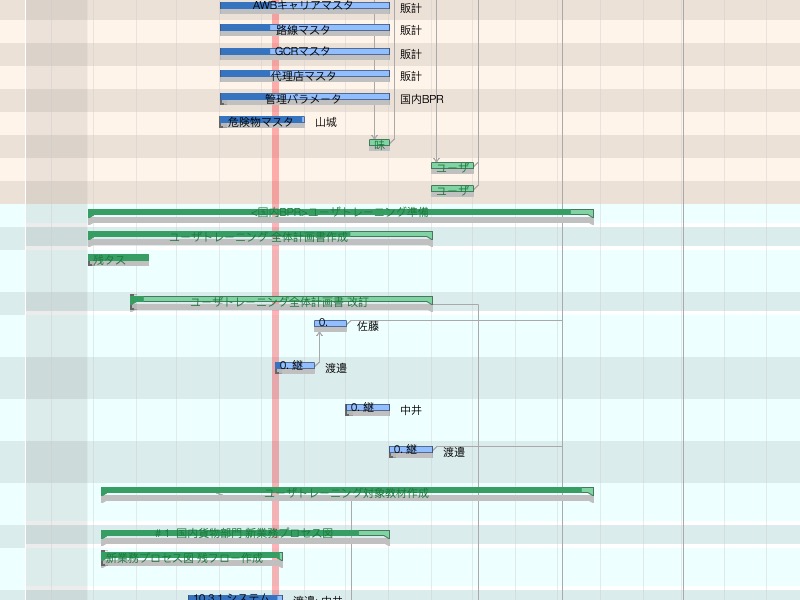 AWBキャリアマスタ 販計
路線マスタ 販計
GCRマスタ 販計
代理店マスタ 販計
管理パラメータ 国内BPR
危険物マスタ 山城
味
ユーザ
ユーザ
<国内BPR>ユーザトレーニング準備
ユーザトレーニング 全体計画書作成
残タス
ユーザトレーニング全体計画書 改訂
0. 佐藤
0. 継 渡邉
0. 継 中井
0. 継 渡邉
ユーザトレーニング対象教材作成
#1 国内貨物部門 新業務プロセス図
新業務プロセス図 残フロー作成
10.3.1 システム 渡邉; 中井